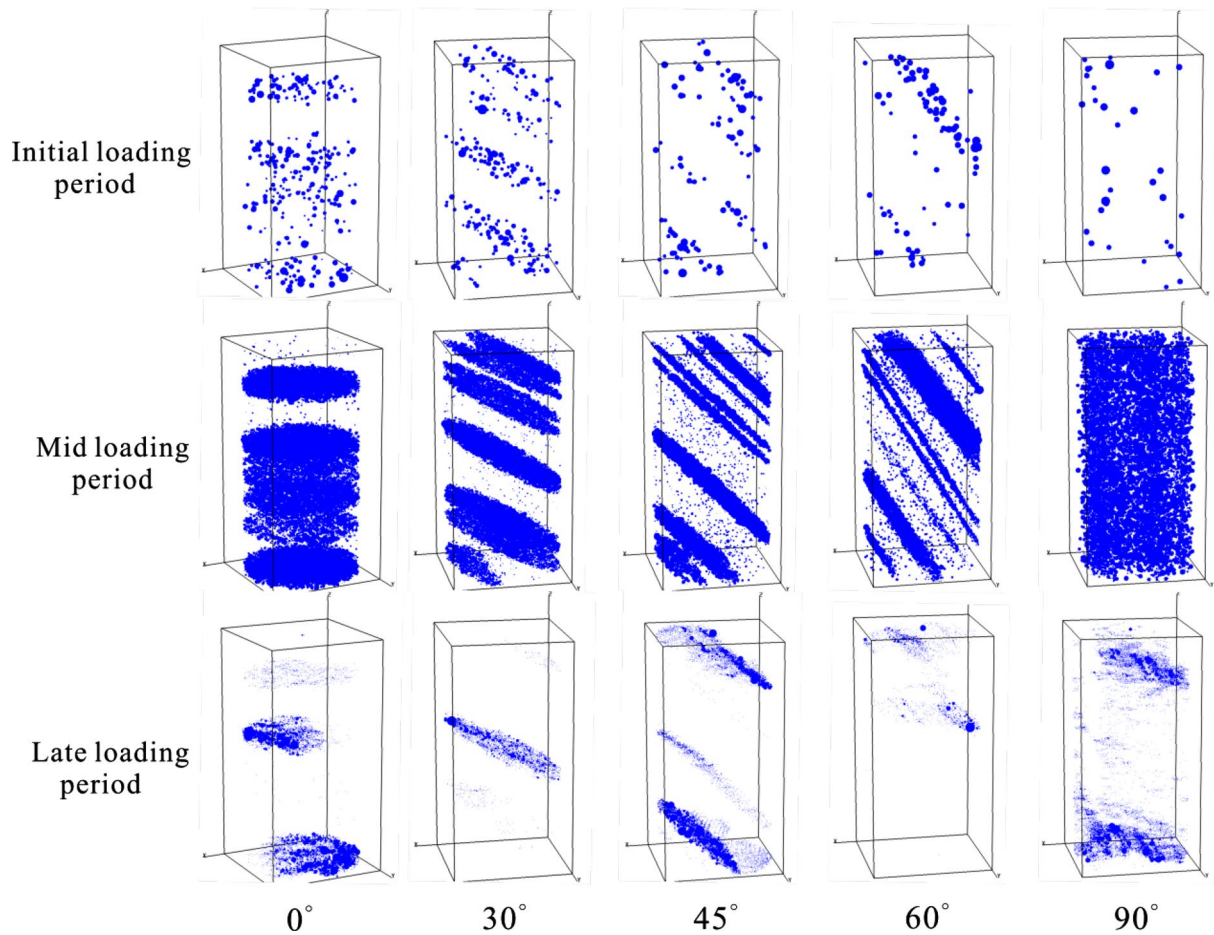 Initial loading
period
Mid loading
period
Late loading
period
0° 30° 45° 60° 90°